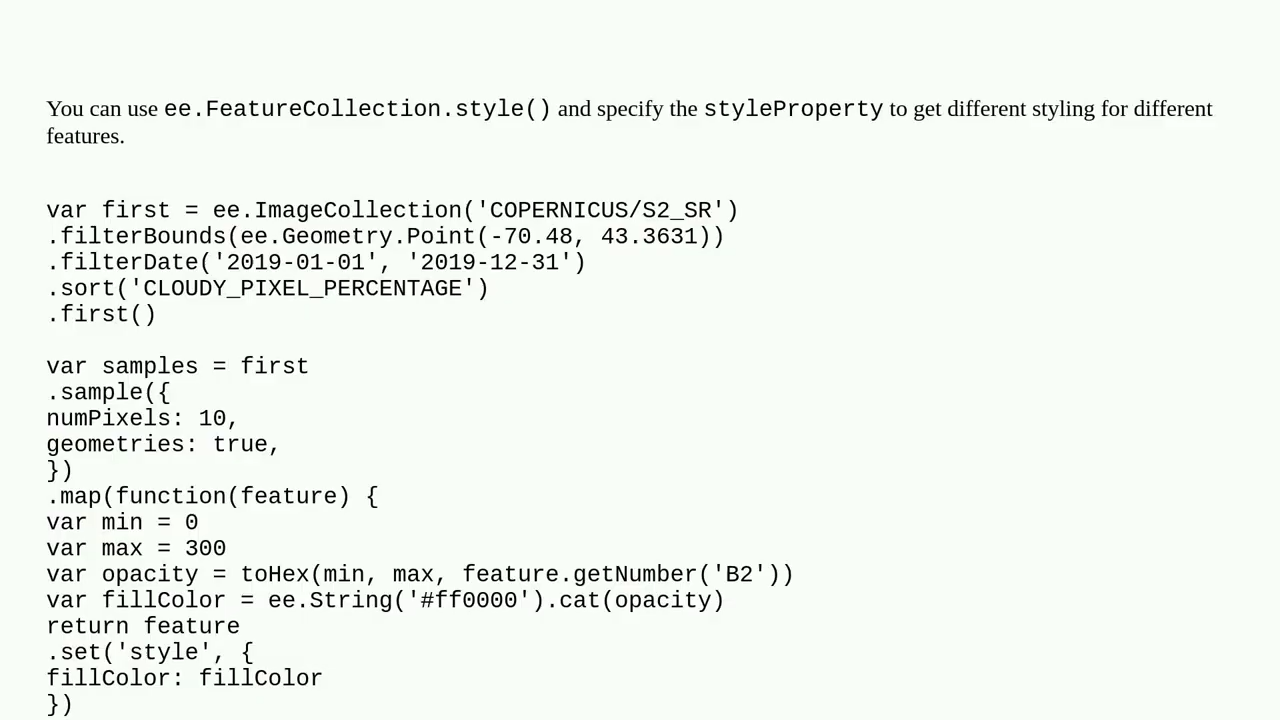 You can use ee.FeatureCollection.style() and specify the styleProperty to get different styling for different
features.
var first = ee.ImageCollection('COPERNICUS/S2_SR')
.filterBounds(ee.Geometry.Point(-70.48, 43.3631))
.filterDate('2019-01-01', '2019-12-31')
.sort('CLOUDY_PIXEL_PERCENTAGE')
.first()
var samples = first
.sample({
numPixels: 10,
geometries: true,
})
.map(function(feature) {
var min = 0
var max = 300
var opacity = toHex(min, max, feature.getNumber('B2'))
var fillColor = ee.String('#ff0000').cat(opacity)
return feature
.set('style', {
fillColor: fillColor
})